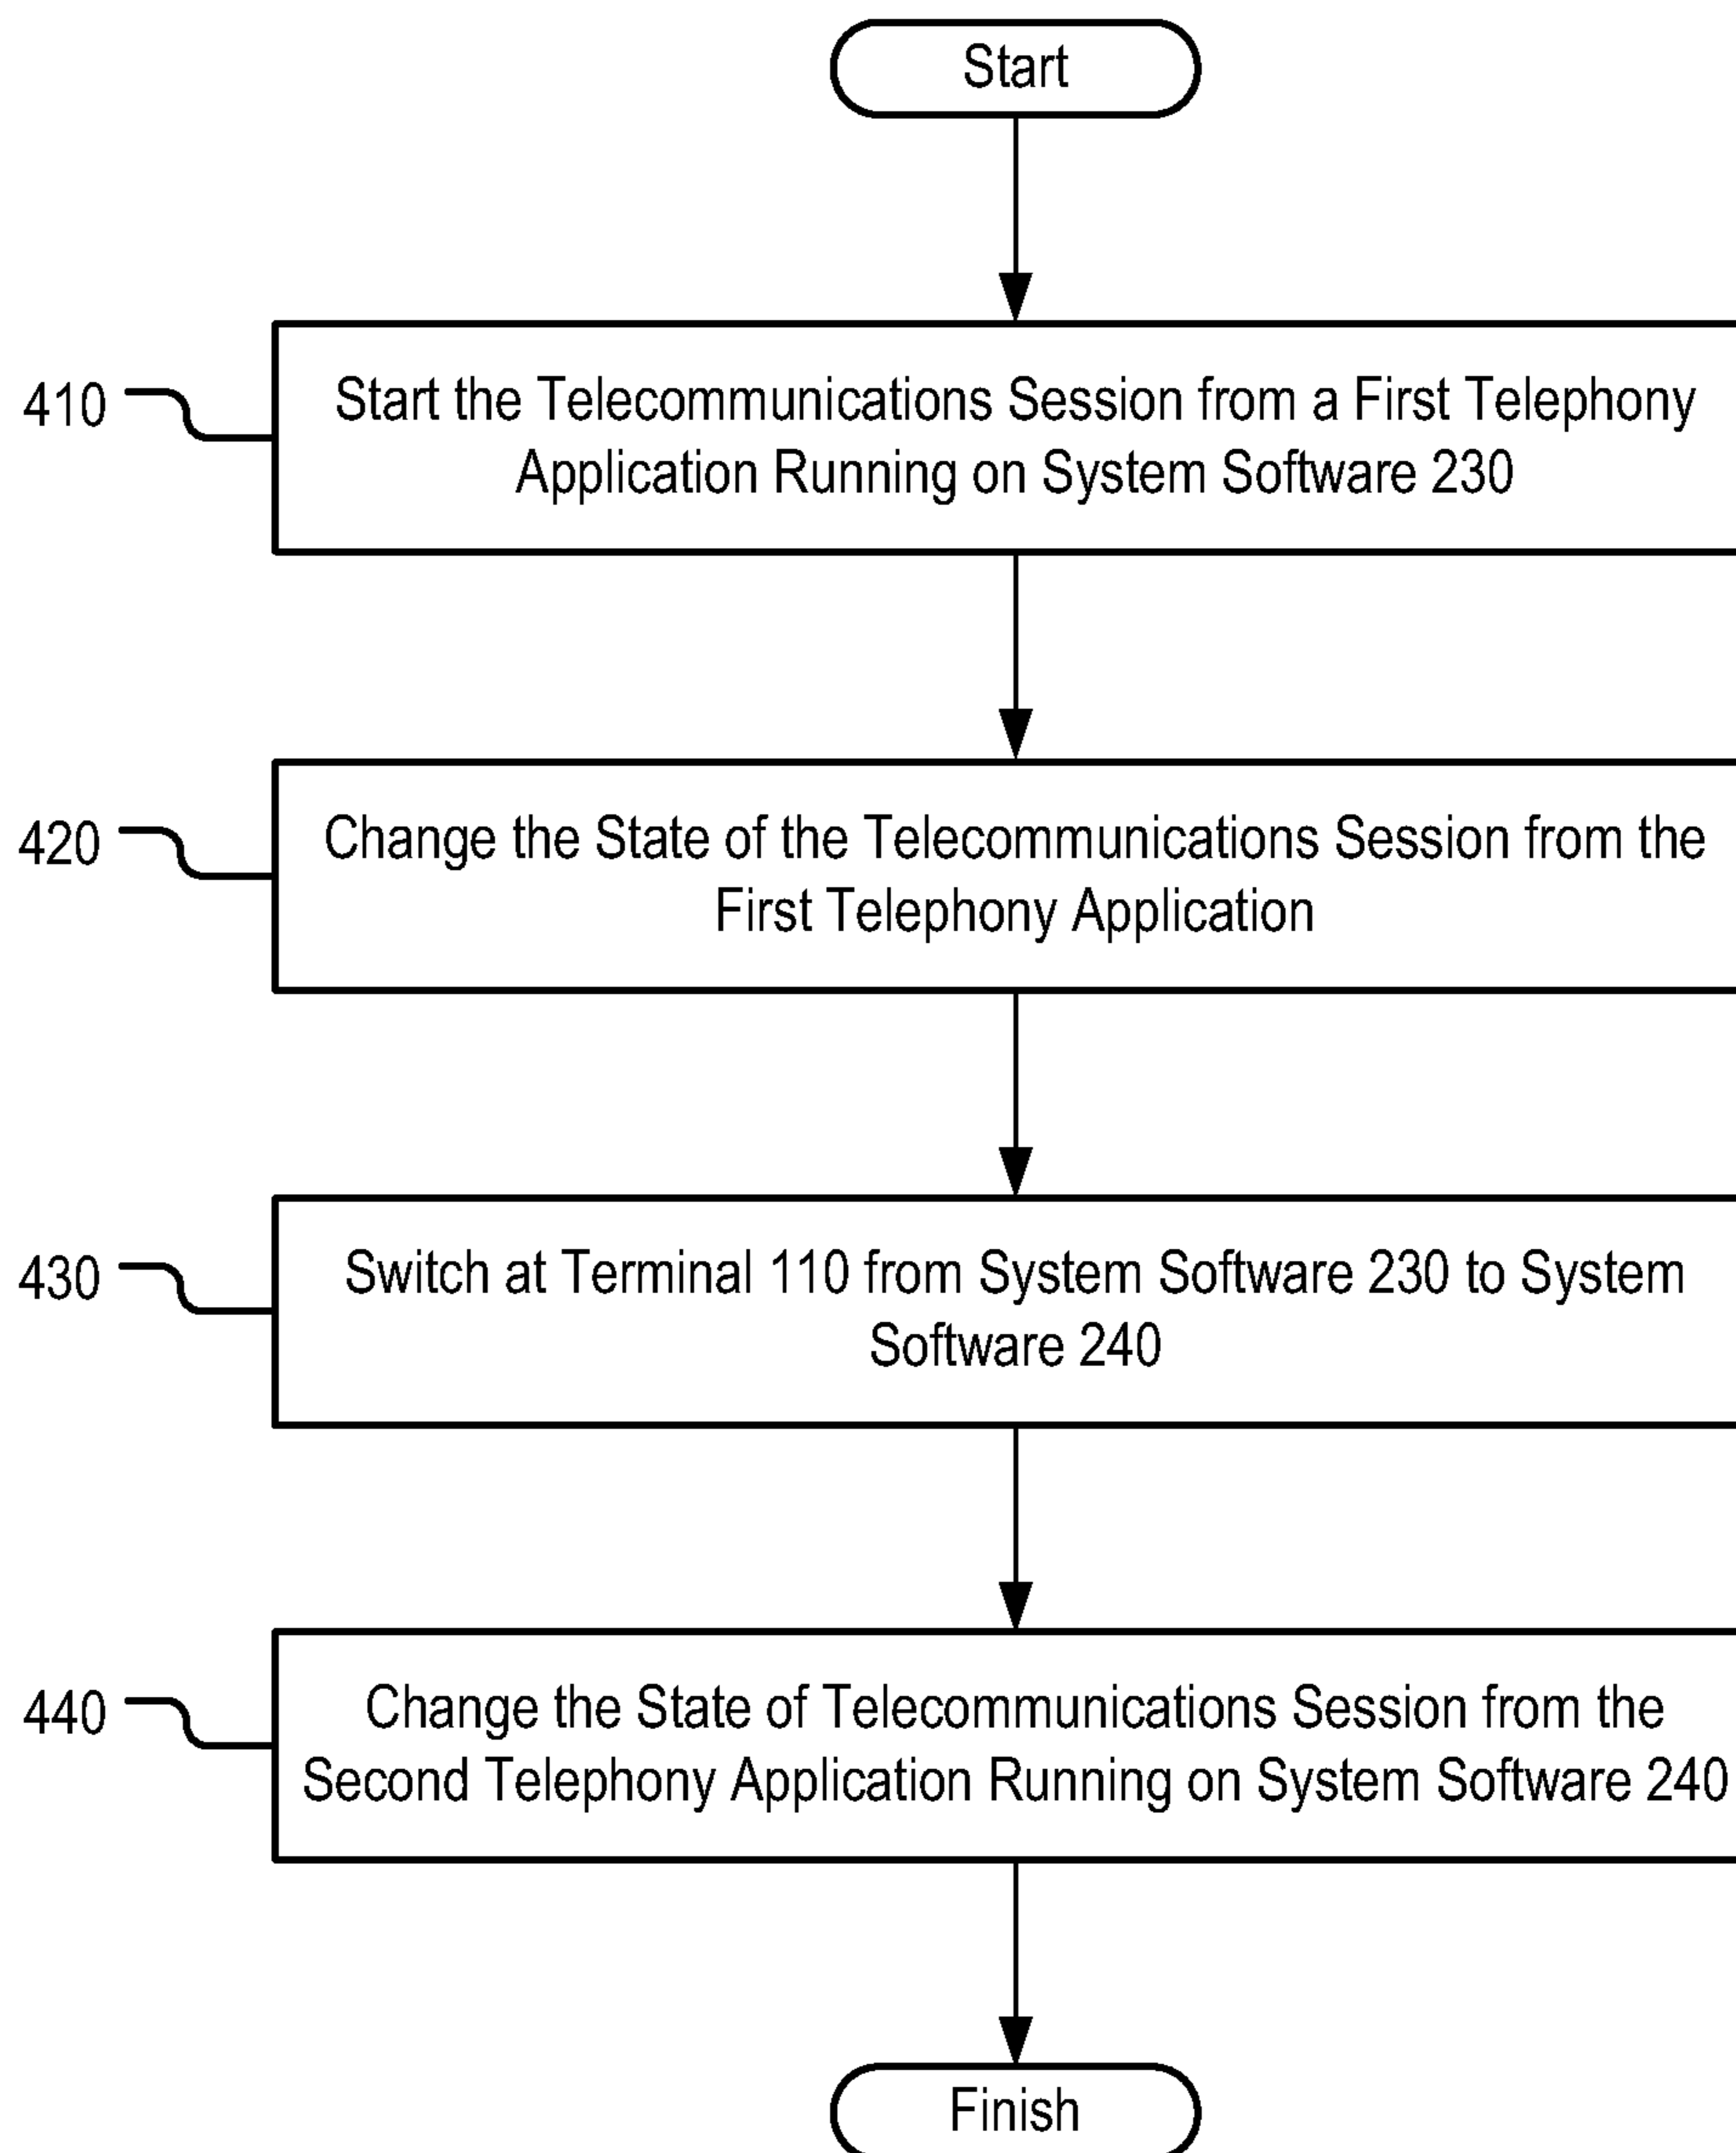 Start
410
Start the Telecommunications Session from a First Telephony
Application Running on System Software 230
420
Change the State of the Telecommunications Session from the
First Telephony Application
430
Switch at Terminal 110 from System Software 230 to System
Software 240
440
Change the State of Telecommunications Session from the
Second Telephony Application Running on System Software 240
Finish